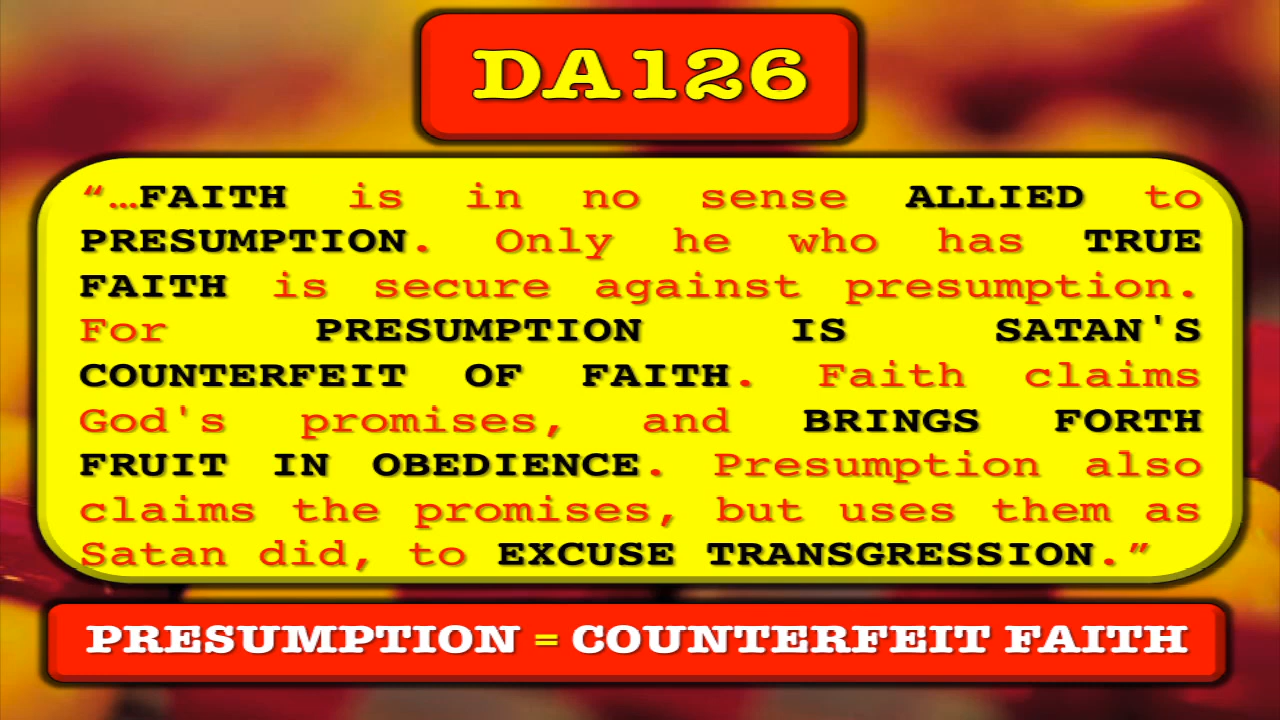 DA126
“…FAITH is in no sense ALLIED to
PRESUMPTION. Only he who has TRUE
FAITH is secure against presumption.
For PRESUMPTION IS SATAN'S
COUNTERFEIT OF FAITH. Faith claims
God's promises, and BRINGS FORTH
FRUIT IN OBEDIENCE. Presumption also
claims the promises, but uses them as
Satan did, to EXCUSE TRANSGRESSION.”
PRESUMPTION = COUNTERFEIT FAITH